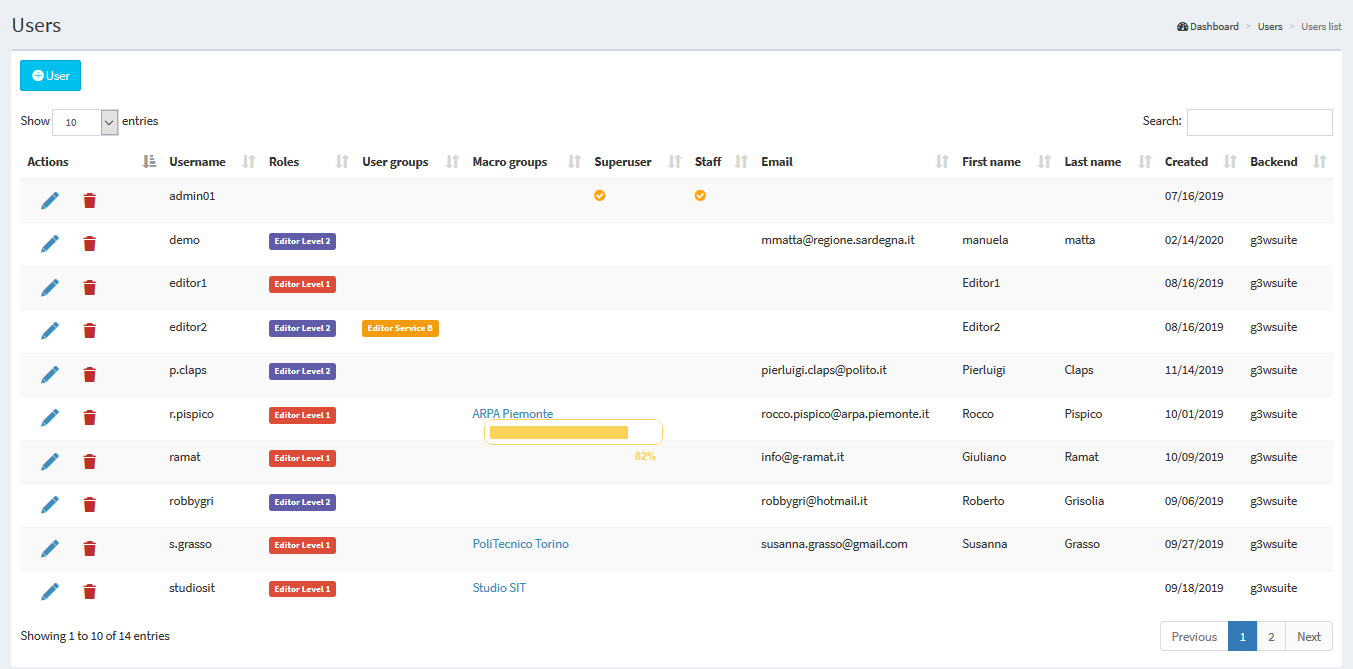 Users
Dashboard > Users > Users list
User
Show 10 entries
Search:
Actions Username Roles User groups Macro groups Superuser Staff Email First name Last name Created Backend
admin01 07/16/2019
demo Editor Level 2 mmatta@regione.sardegna.it manuela matta 02/14/2020 g3wsuite
editor1 Editor Level 1 Editor1 08/16/2019 g3wsuite
editor2 Editor Level 2 Editor Service B Editor2 08/16/2019 g3wsuite
p.claps Editor Level 2 pierluigi.claps@polito.it Pierluigi Claps 11/14/2019 g3wsuite
r.pispico Editor Level 1 ARPA Piemonte rocco.pispico@arpa.piemonte.it Rocco Pispico 10/01/2019 g3wsuite
82%
ramat Editor Level 1 info@g-ramat.it Giuliano Ramat 10/09/2019 g3wsuite
robbygri Editor Level 2 robbygri@hotmail.it Roberto Grisolia 09/06/2019 g3wsuite
s.grasso Editor Level 1 PoliTecnico Torino susanna.grasso@gmail.com Susanna Grasso 09/27/2019 g3wsuite
studiosit Editor Level 1 Studio SIT 09/18/2019 g3wsuite
Showing 1 to 10 of 14 entries
Previous 1 2 Next